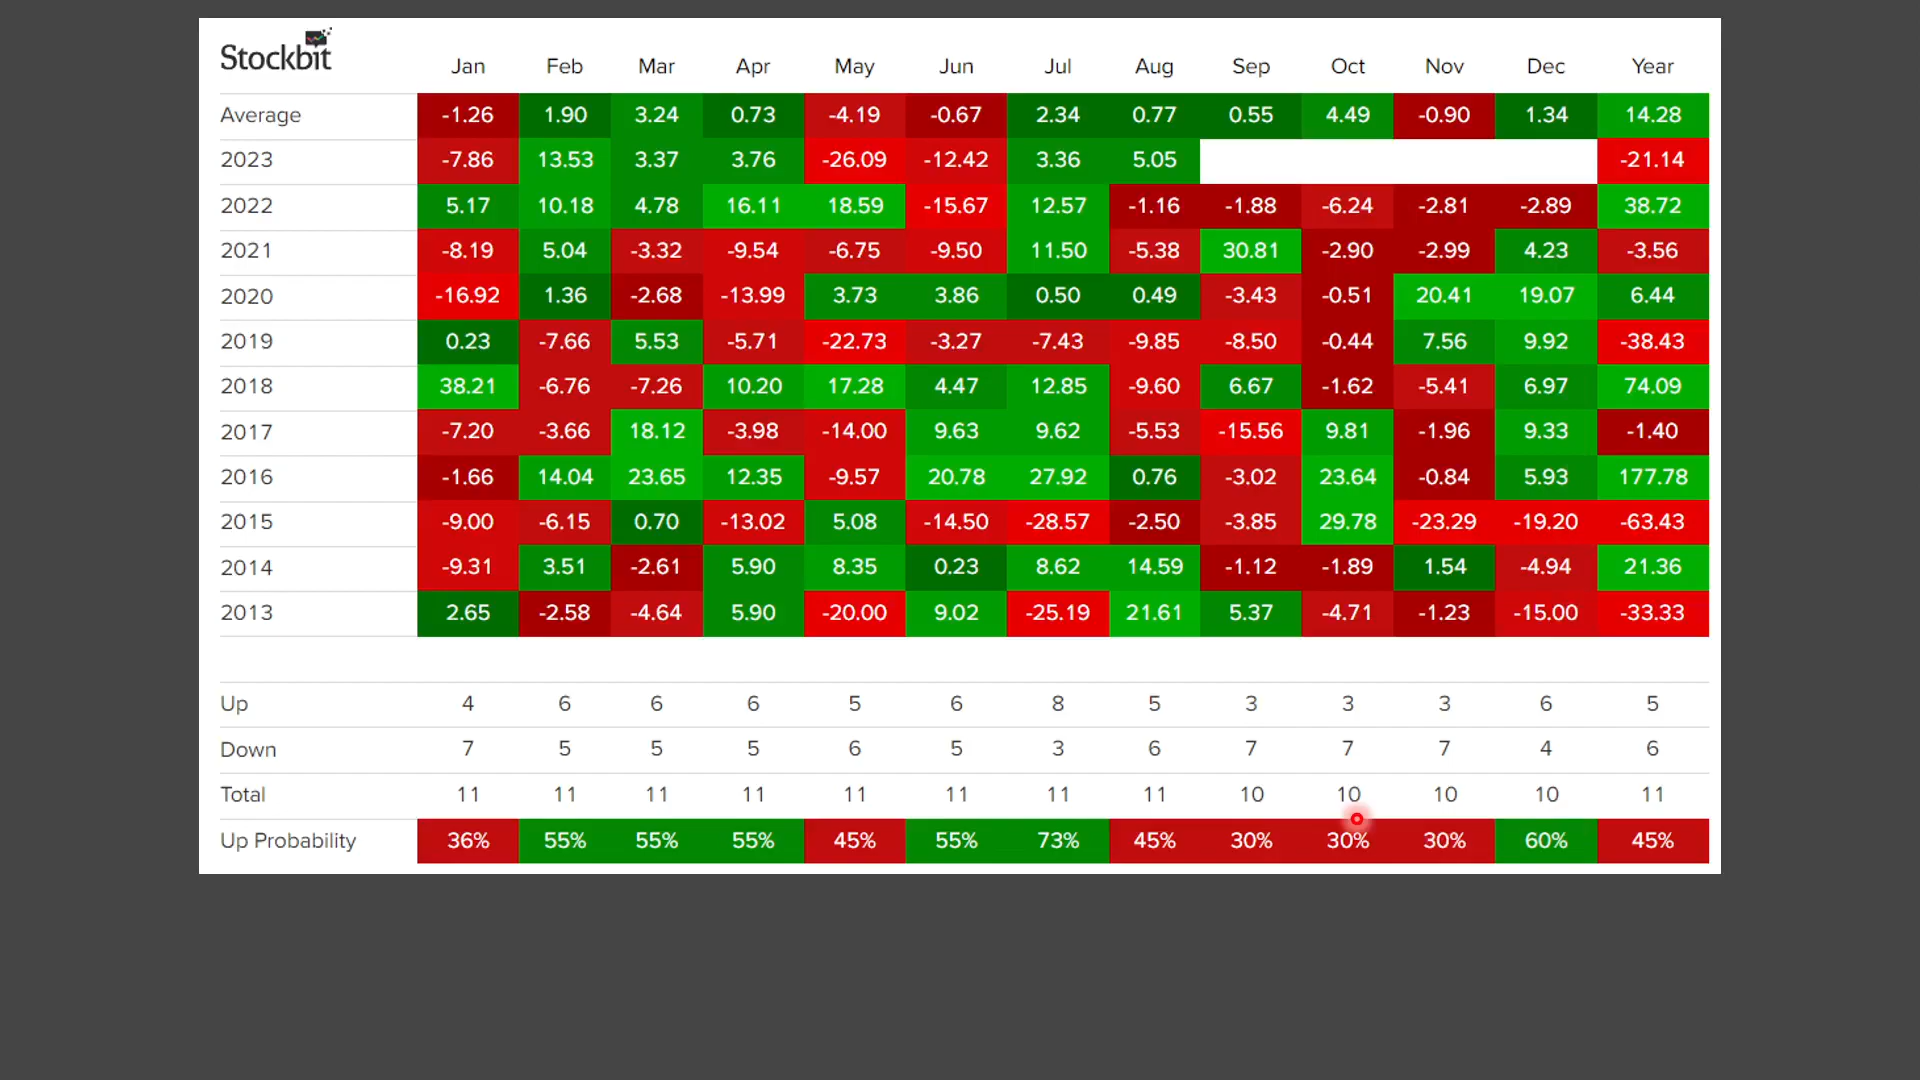 Stockbit
Jan Feb Mar Apr May Jun Jul Aug Sep Oct Nov Dec Year
Average -1.26 1.90 3.24 0.73 -4.19 -0.67 2.34 0.77 0.55 4.49 -0.90 1.34 14.28
2023 -7.86 13.53 3.37 3.76 -26.09 -12.42 3.36 5.05 -21.14
2022 5.17 10.18 4.78 16.11 18.59 -15.67 12.57 -1.16 -1.88 -6.24 -2.81 -2.89 38.72
2021 -8.19 5.04 -3.32 -9.54 -6.75 -9.50 11.50 -5.38 30.81 -2.90 -2.99 4.23 -3.56
2020 -16.92 1.36 -2.68 -13.99 3.73 3.86 0.50 0.49 -3.43 -0.51 20.41 19.07 6.44
2019 0.23 -7.66 5.53 -5.71 -22.73 -3.27 -7.43 -9.85 -8.50 -0.44 7.56 9.92 -38.43
2018 38.21 -6.76 -7.26 10.20 17.28 4.47 12.85 -9.60 6.67 -1.62 -5.41 6.97 74.09
2017 -7.20 -3.66 18.12 -3.98 -14.00 9.63 9.62 -5.53 -15.56 9.81 -1.96 9.33 -1.40
2016 -1.66 14.04 23.65 12.35 -9.57 20.78 27.92 0.76 -3.02 23.64 -0.84 5.93 177.78
2015 -9.00 -6.15 0.70 -13.02 5.08 -14.50 -28.57 -2.50 -3.85 29.78 -23.29 -19.20 -63.43
2014 -9.31 3.51 -2.61 5.90 8.35 0.23 8.62 14.59 -1.12 -1.89 1.54 -4.94 21.36
2013 2.65 -2.58 -4.64 5.90 -20.00 9.02 -25.19 21.61 5.37 -4.71 -1.23 -15.00 -33.33
Up 4 6 6 6 5 6 8 5 3 3 3 6 5
Down 7 5 5 5 6 5 3 6 7 7 7 4 6
Total 11 11 11 11 11 11 11 11 10 10 10 10 11
Up Probability 36% 55% 55% 55% 45% 55% 73% 45% 30% 30% 30% 60% 45%